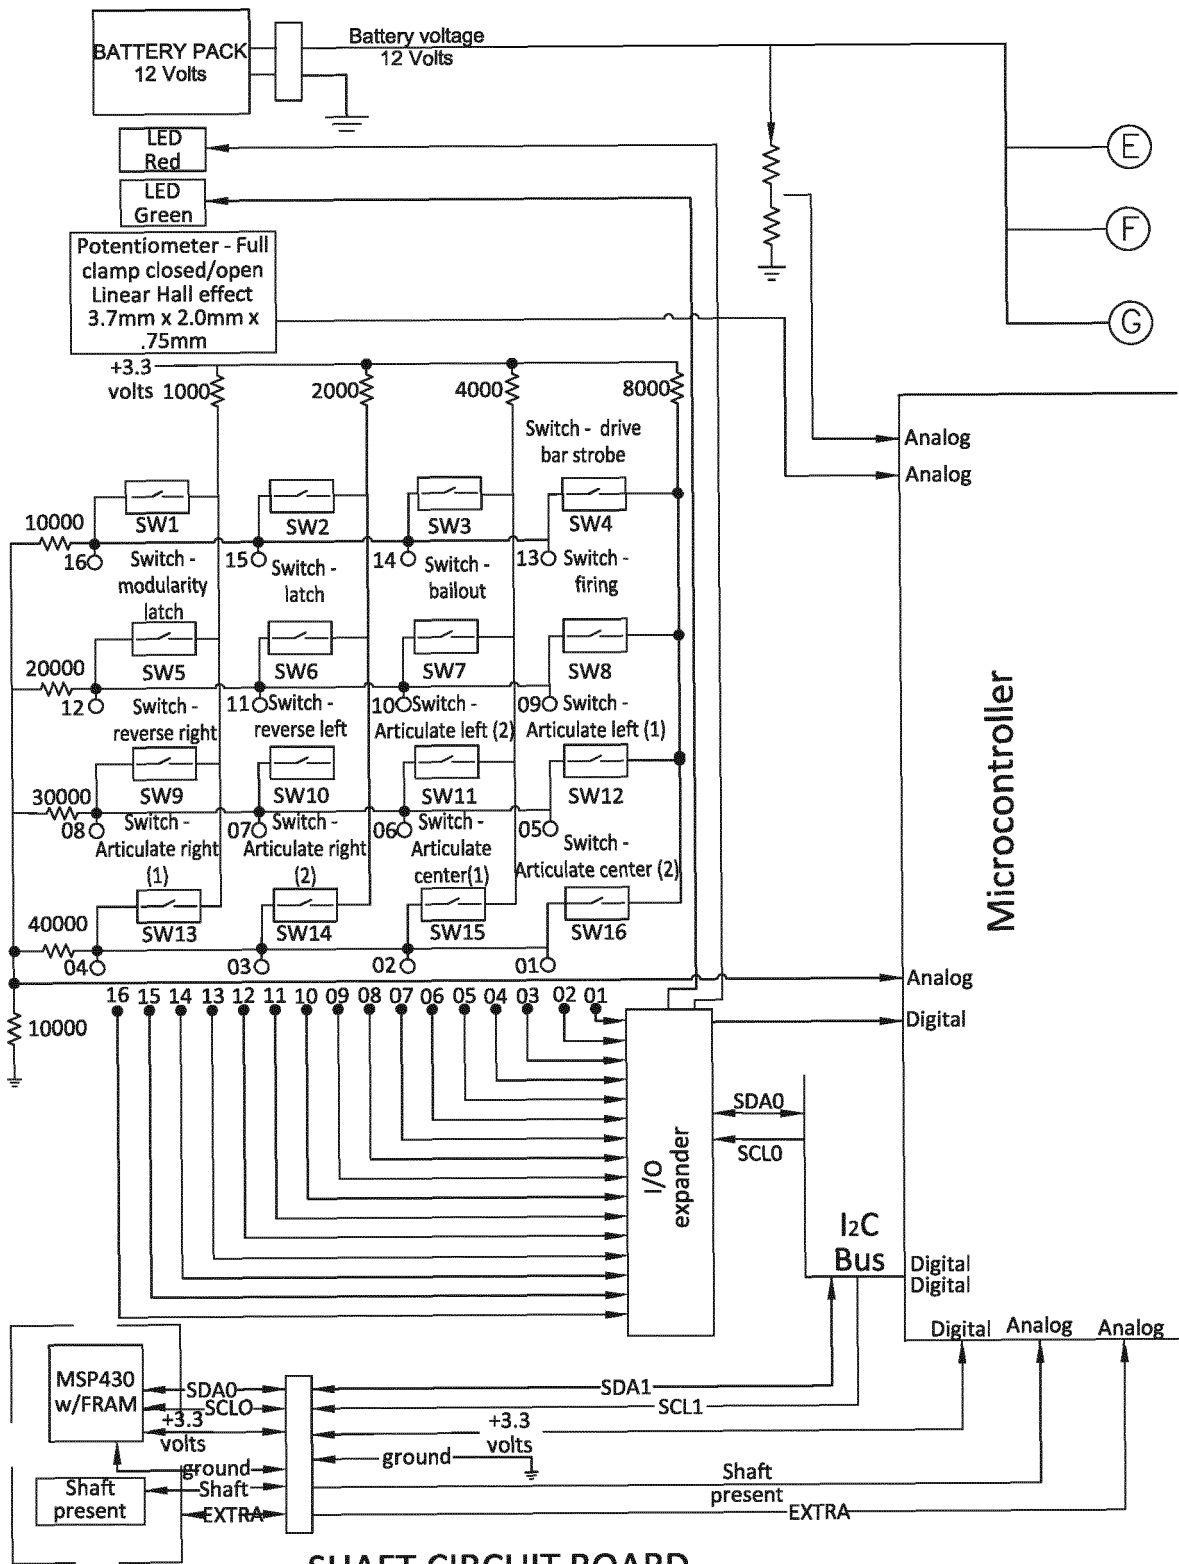 BATTERY PACK
12 Volts
Battery voltage
12 Volts
LED
Red
LED
Green
E
F
G
Potentiometer - Full
clamp closed/open
Linear Hall effect
3.7mm x 2.0mm x
.75mm
+3.3
volts
1000
2000
4000
8000
Switch - drive
bar strobe
Analog
Analog
10000
SW1
SW2
SW3
SW4
16
15
14
13
Switch -
modularity
latch
Switch -
latch
Switch -
bailout
Switch -
firing
20000
SW5
SW6
SW7
SW8
12
11
10
09
Switch -
reverse right
Switch -
reverse left
Switch -
Articulate left (2)
Switch -
Articulate left (1)
30000
SW9
SW10
SW11
SW12
08
07
06
05
Switch -
Articulate right
(1)
Switch -
Articulate right
(2)
Switch -
Articulate
center(1)
Switch -
Articulate center (2)
40000
SW13
SW14
SW15
SW16
04
03
02
01
Microcontroller
Analog
Digital
16 15 14 13 12 11 10 09 08 07 06 05 04 03 02 01
10000
I/O
expander
SDA0
SCL0
I2C
Bus
Digital
Digital
Digital
Analog
Analog
MSP430
w/FRAM
SDA0
SCLO
+3.3
volts
ground
Shaft
EXTRA
Shaft
present
SDA1
SCL1
+3.3
volts
ground
Shaft
present
EXTRA
SHAFT CIRCUIT BOARD